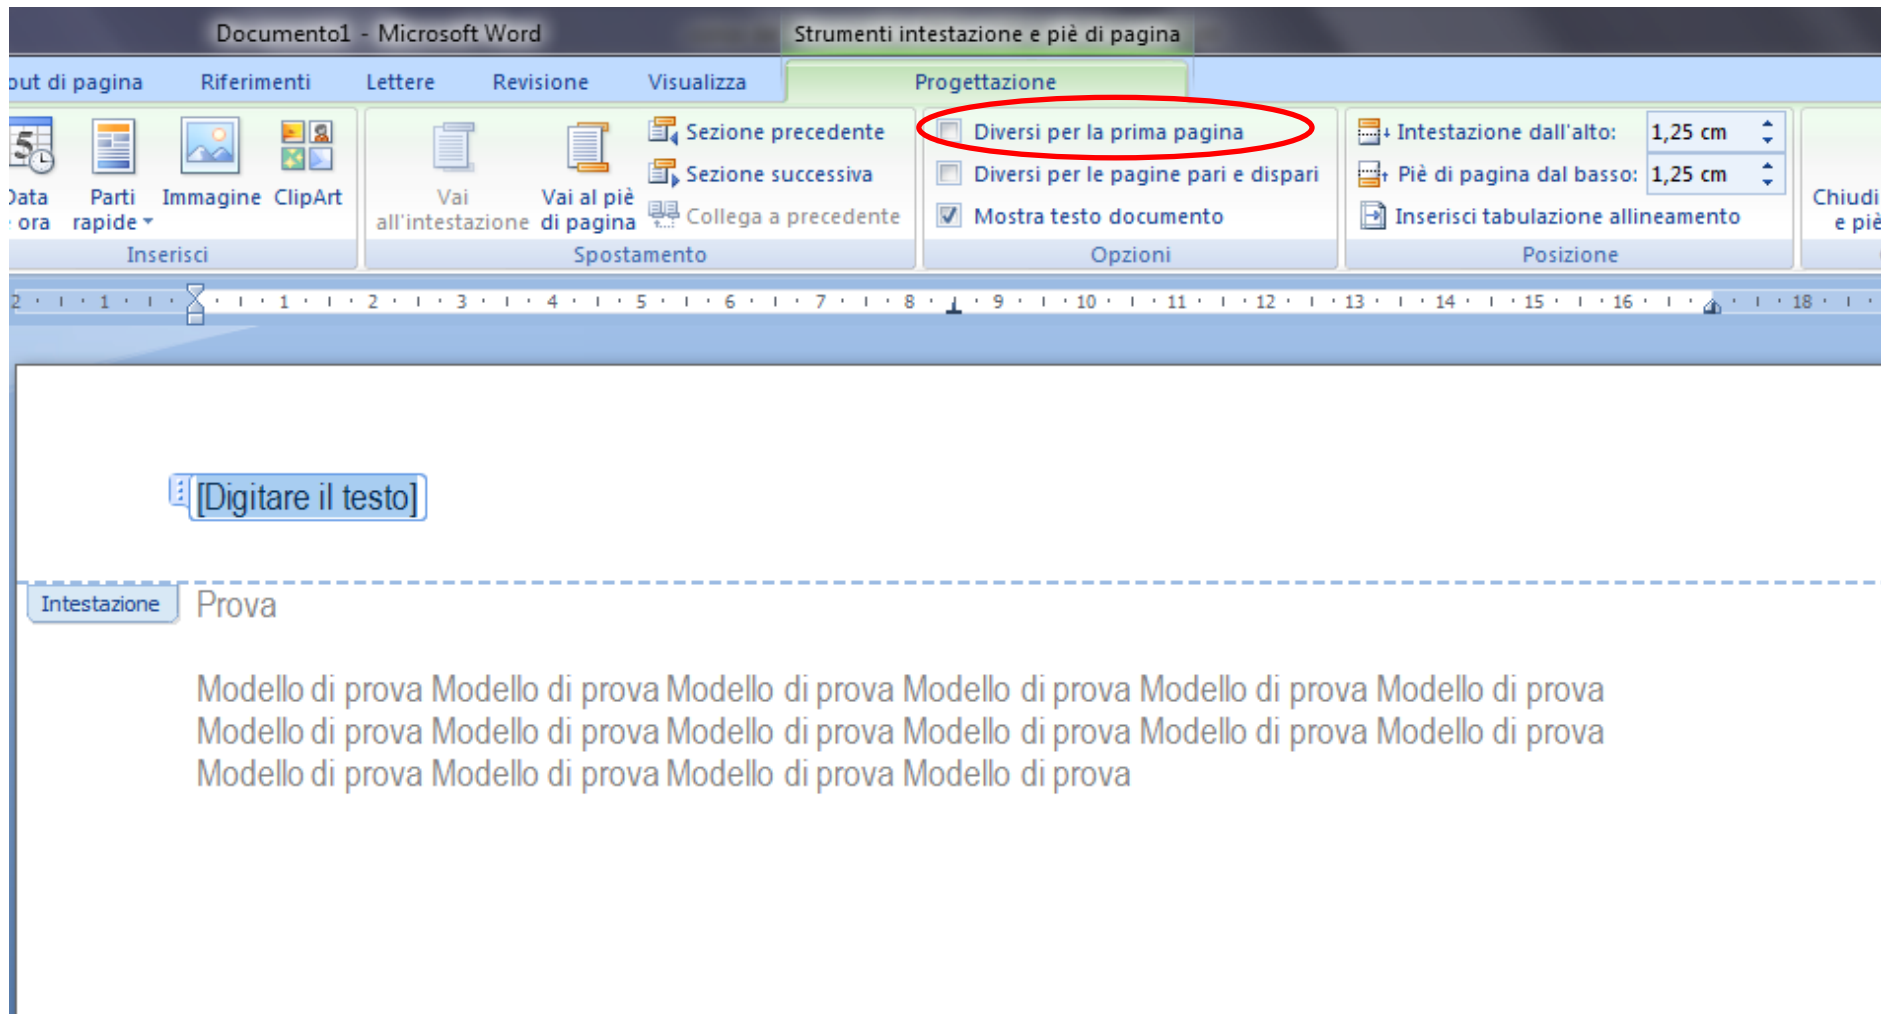 Documento1 - Microsoft Word
Strumenti intestazione e piè di pagina
out di pagina
Riferimenti
Lettere
Revisione
Visualizza
Progettazione
5
Data
ora
Parti
rapide
Immagine
ClipArt
Inserisci
Vai
all'intestazione
Vai al piè
di pagina
Sezione precedente
Sezione successiva
Collega a precedente
Spostamento
Diversi per la prima pagina
Diversi per le pagine pari e dispari
Mostra testo documento
Opzioni
Intestazione dall'alto: 1,25 cm
Piè di pagina dal basso: 1,25 cm
Inserisci tabulazione allineamento
Posizione
Chiudi
e piè
2 1 1 2 3 4 5 6 7 8 9 10 11 12 13 14 15 16 18
[Digitare il testo]
Intestazione
Prova
Modello di prova Modello di prova Modello di prova Modello di prova Modello di prova Modello di prova
Modello di prova Modello di prova Modello di prova Modello di prova Modello di prova Modello di prova
Modello di prova Modello di prova Modello di prova Modello di prova